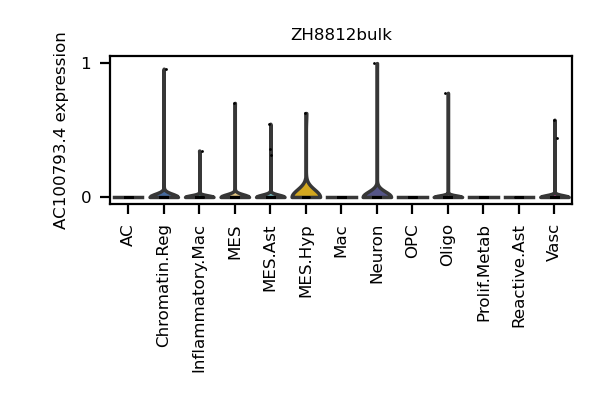 ZH8812bulk
AC100793.4 expression
1
0
AC
Chromatin.Reg
Inflammatory.Mac
MES
MES.Ast
MES.Hyp
Mac
Neuron
OPC
Oligo
Prolif.Metab
Reactive.Ast
Vasc